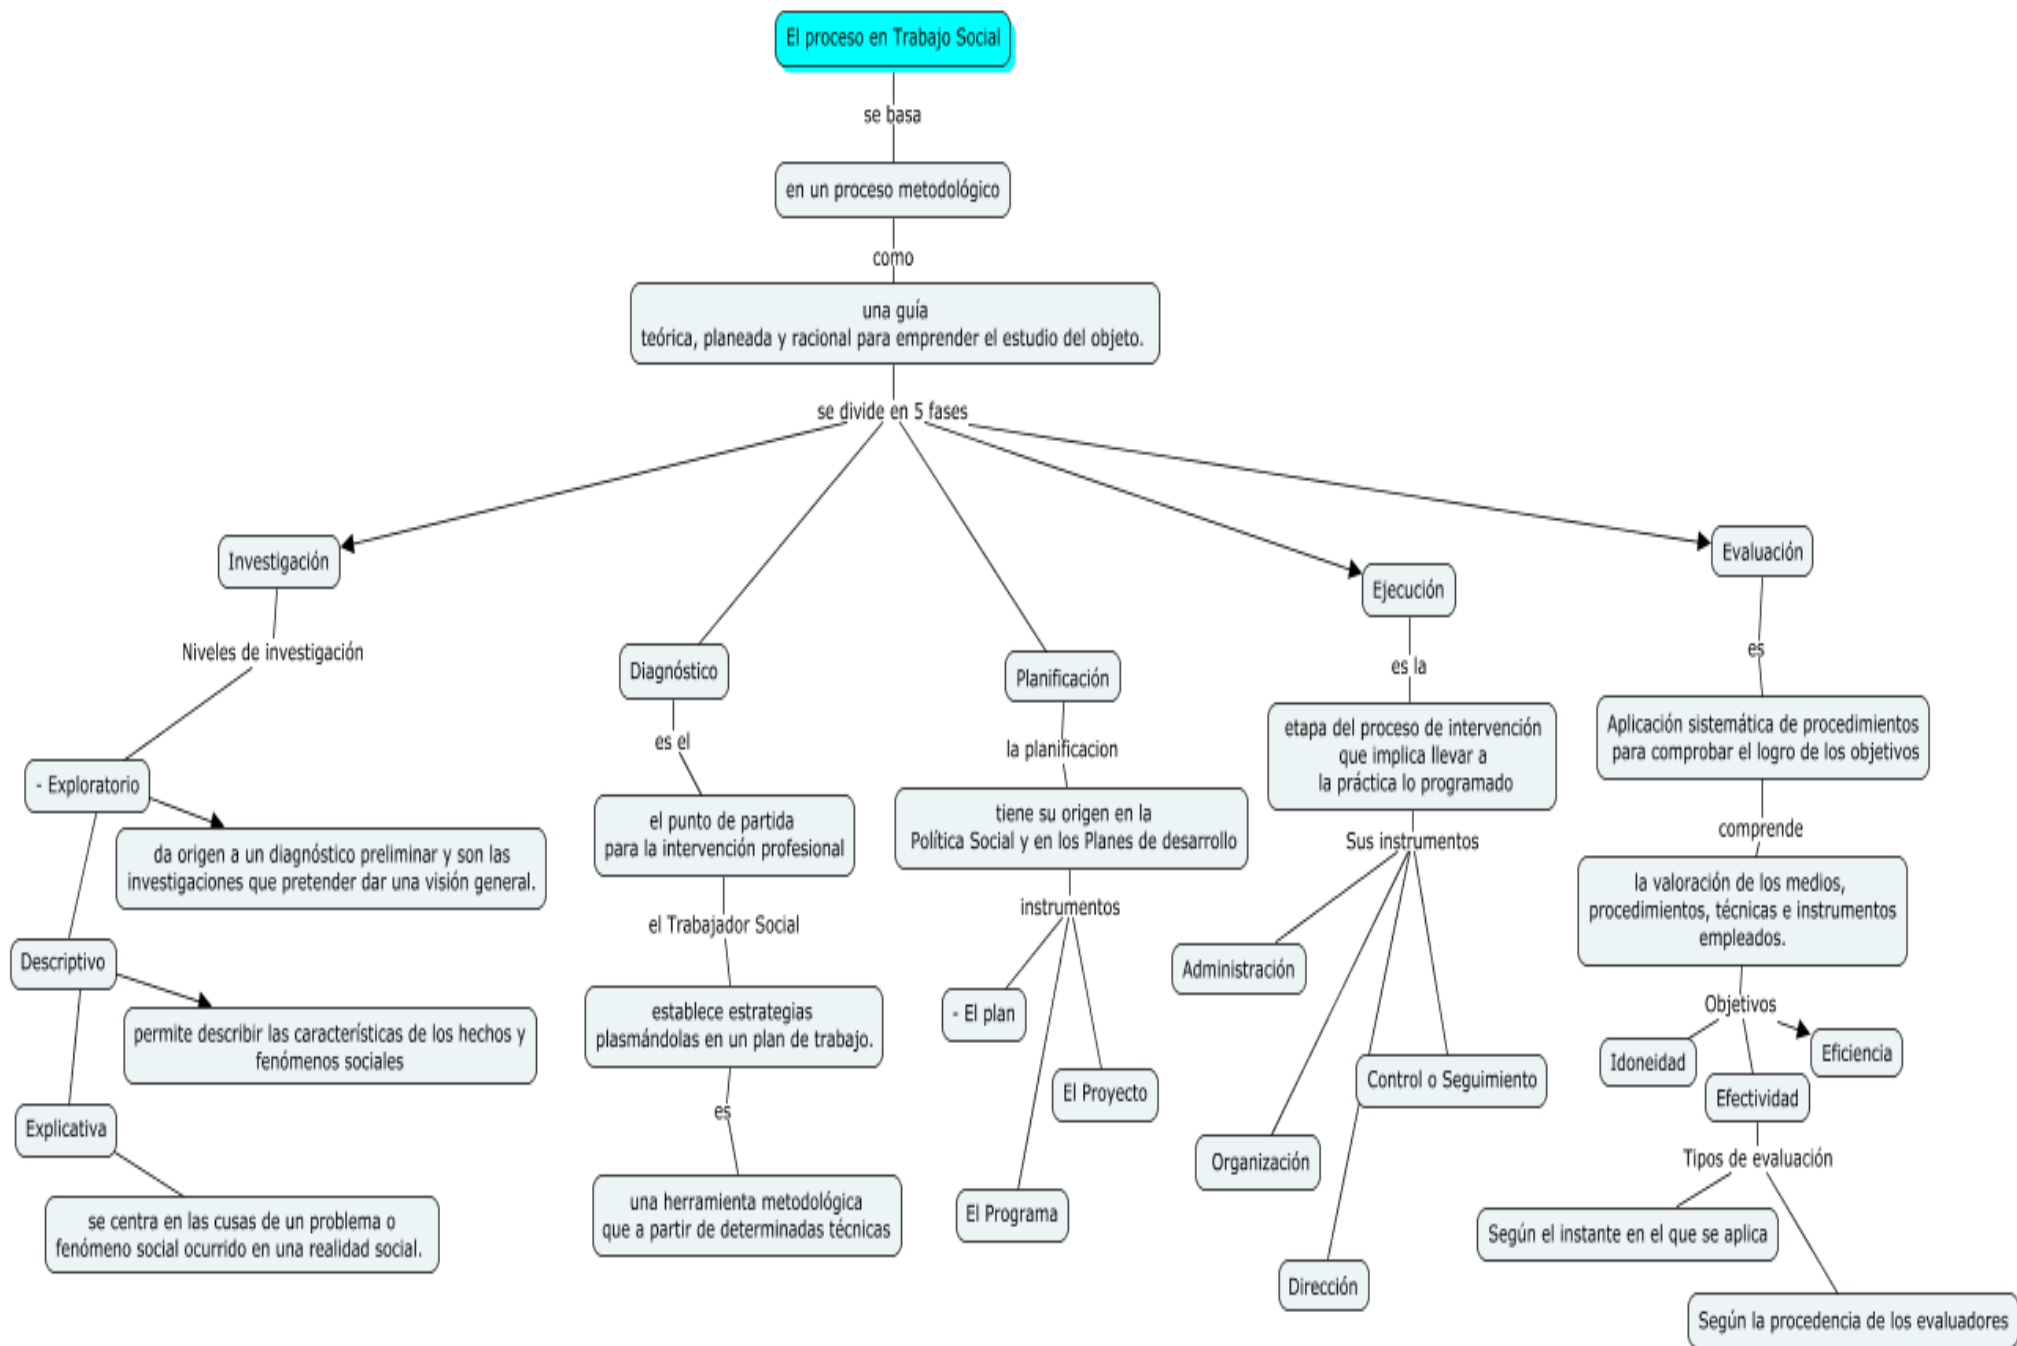 El proceso en Trabajo Social
se basa
en un proceso metodológico
como
una guía
teórica, planeada y racional para emprender el estudio del objeto.
se divide en 5 fases
Investigación
Niveles de investigación
- Exploratorio
da origen a un diagnóstico preliminar y son las
investigaciones que pretender dar una visión general.
Descriptivo
permite describir las características de los hechos y
fenómenos sociales
Explicativa
se centra en las cusas de un problema o
fenómeno social ocurrido en una realidad social.
Diagnóstico
es el
el punto de partida
para la intervención profesional
el Trabajador Social
establece estrategias
plasmándolas en un plan de trabajo.
es
una herramienta metodológica
que a partir de determinadas técnicas
Planificación
la planificacion
tiene su origen en la
Política Social y en los Planes de desarrollo
instrumentos
- El plan
El Proyecto
El Programa
Ejecución
es la
etapa del proceso de intervención
que implica llevar a
la práctica lo programado
Sus instrumentos
Administración
Control o Seguimiento
Organización
Dirección
Evaluación
es
Aplicación sistemática de procedimientos
para comprobar el logro de los objetivos
comprende
la valoración de los medios,
procedimientos, técnicas e instrumentos
empleados.
Objetivos
Idoneidad
Eficiencia
Efectividad
Tipos de evaluación
Según el instante en el que se aplica
Según la procedencia de los evaluadores